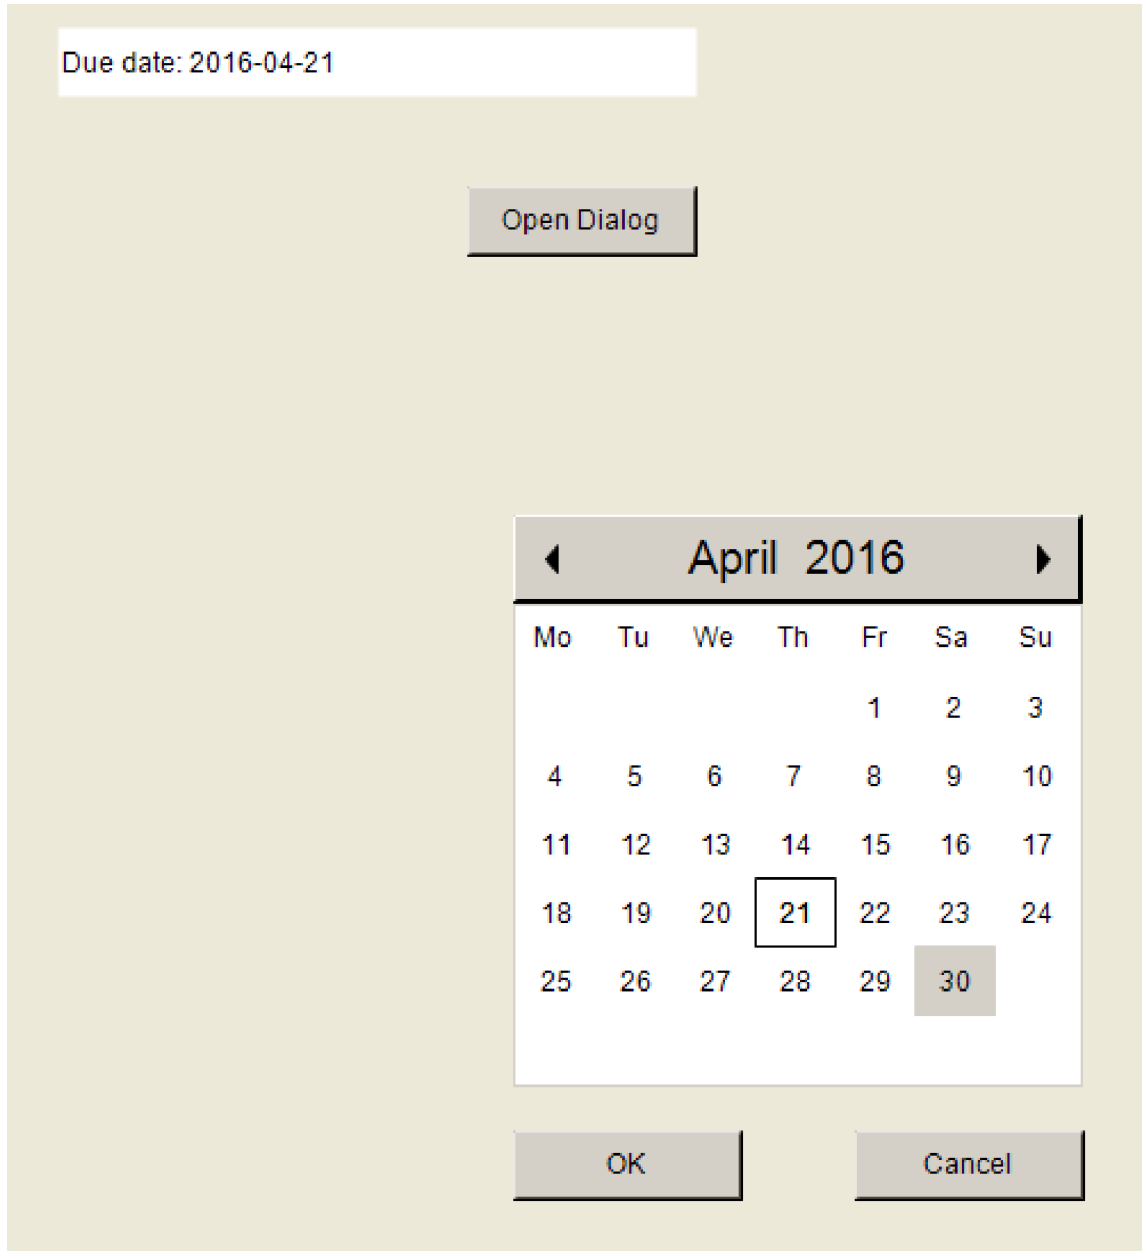 Due date: 2016-04-21
Open Dialog
April 2016
Mo Tu We Th Fr Sa Su
1 2 3
4 5 6 7 8 9 10
11 12 13 14 15 16 17
18 19 20 21 22 23 24
25 26 27 28 29 30
OK Cancel